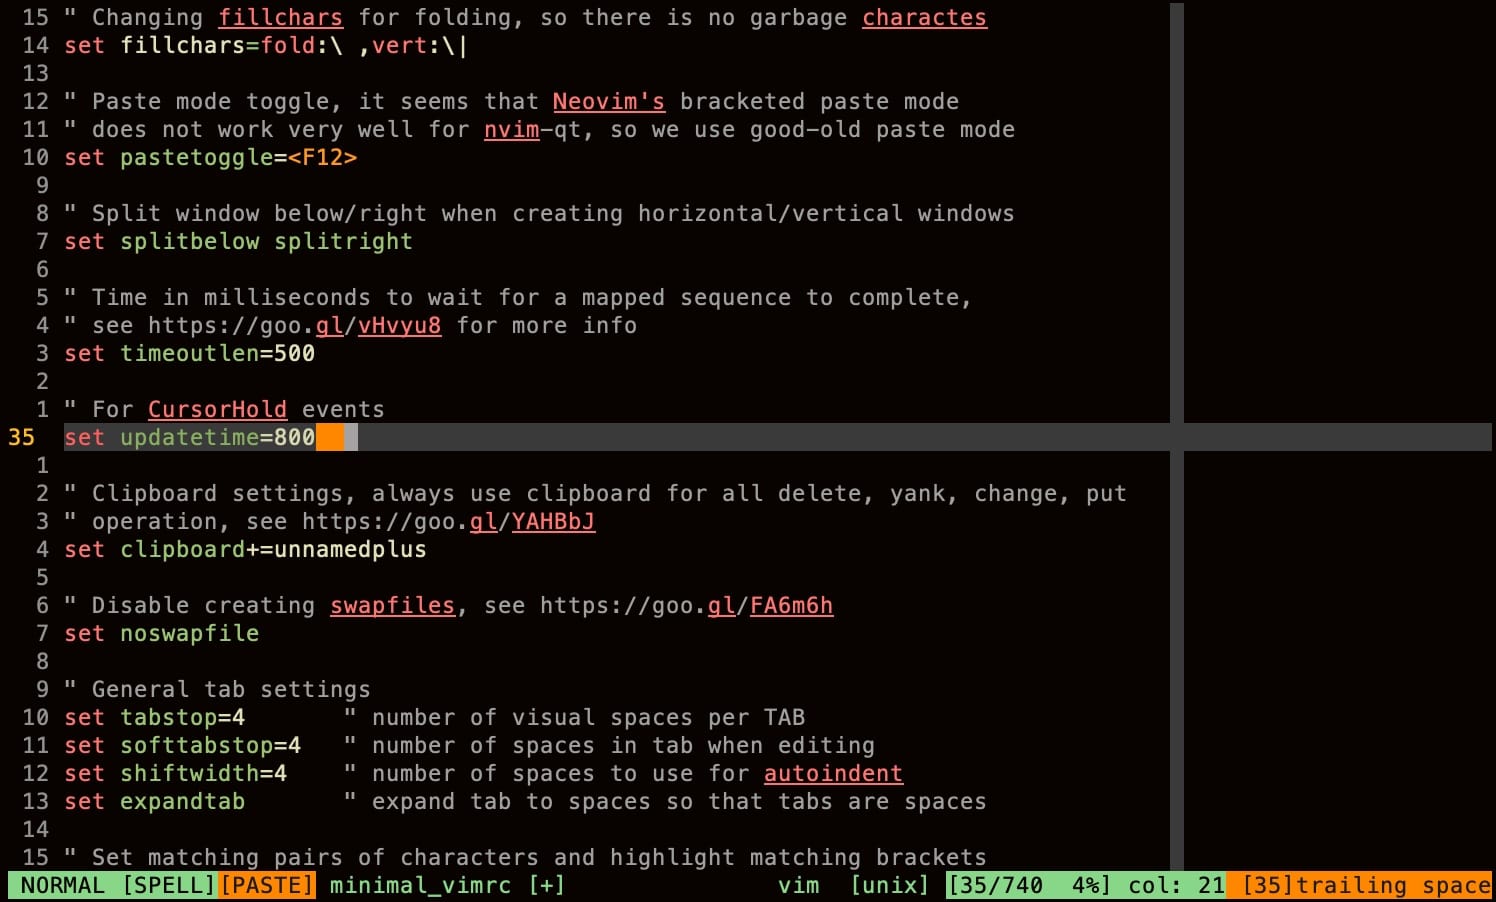 15 " Changing fillchars for folding, so there is no garbage charactes
14 set fillchars=fold:\ ,vert:\|
13
12 " Paste mode toggle, it seems that Neovim's bracketed paste mode
11 " does not work very well for nvim-qt, so we use good-old paste mode
10 set pastetoggle=<F12>
9
8 " Split window below/right when creating horizontal/vertical windows
7 set splitbelow splitright
6
5 " Time in milliseconds to wait for a mapped sequence to complete,
4 " see https://goo.gl/vHvyu8 for more info
3 set timeoutlen=500
2
1 " For CursorHold events
35 set updatetime=800
1
2 " Clipboard settings, always use clipboard for all delete, yank, change, put
3 " operation, see https://goo.gl/YAHBbJ
4 set clipboard+=unnamedplus
5
6 " Disable creating swapfiles, see https://goo.gl/FA6m6h
7 set noswapfile
8
9 " General tab settings
10 set tabstop=4       " number of visual spaces per TAB
11 set softtabstop=4   " number of spaces in tab when editing
12 set shiftwidth=4    " number of spaces to use for autoindent
13 set expandtab       " expand tab to spaces so that tabs are spaces
14
15 " Set matching pairs of characters and highlight matching brackets
NORMAL [SPELL][PASTE] minimal_vimrc [+] vim [unix] [35/740 4%] col: 21 [35]trailing space